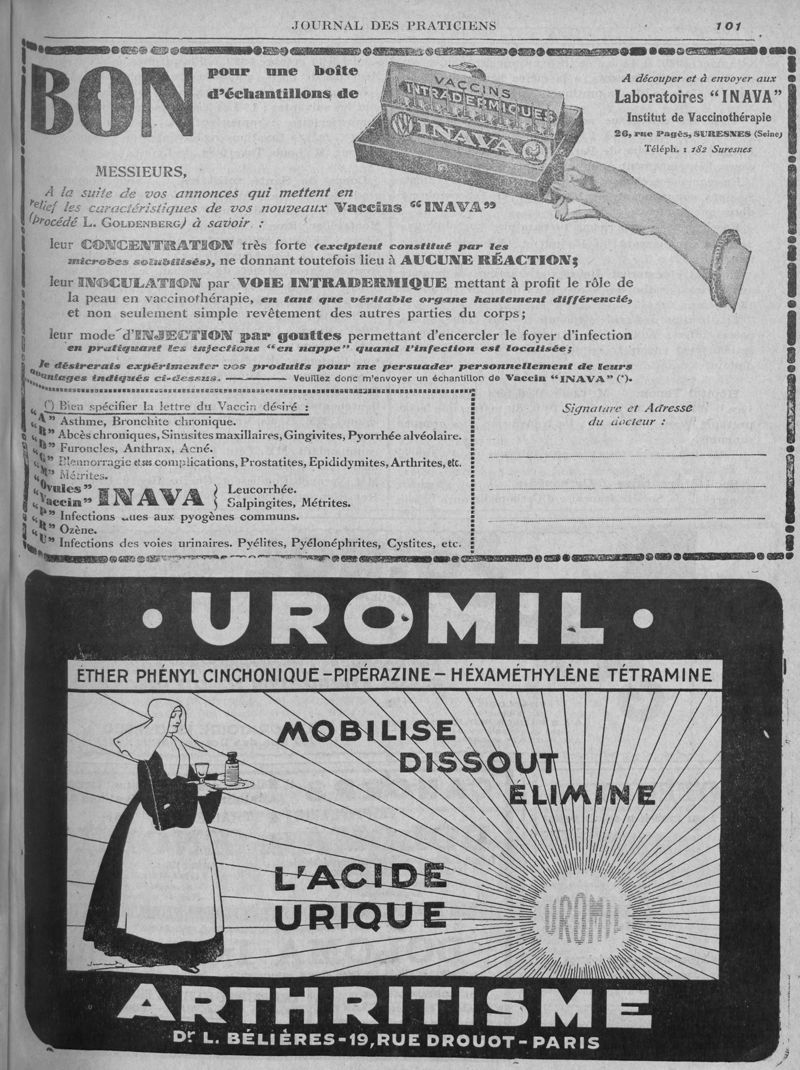 JOURNAL DES PRATICIENS
101
BON
pour une boîte
d'échantillons de
VACCINS
INTRADERMIQUES
INAVA
A découper et à envoyer aux
Laboratoires "INAVA"
Institut de Vaccinothérapie
26, rue Pagès, SURESNES (Seine)
Téléph. : 182 Suresnes
MESSIEURS,
A la suite de vos annonces qui mettent en
relief les caractéristiques de vos nouveaux Vaccins "INAVA"
(procédé L. GOLDENBERG) à savoir :
leur CONCENTRATION très forte (excipient constitué par les
microbes solubilisés), ne donnant toutefois lieu à AUCUNE RÉACTION;
leur INOCULATION par VOIE INTRADERMIQUE mettant à profit le rôle de
la peau en vaccinothérapie, en tant que véritable organe hautement différencié,
et non seulement simple revêtement des autres parties du corps;
leur mode d'INJECTION par gouttes permettant d'encercler le foyer d'infection
en pratiquant les injections "en nappe" quand l'infection est localisée;
Je désirerais expérimenter vos produits pour me persuader personnellement de leurs
avantages indiqués ci-dessus. Veuillez donc m'envoyer un échantillon de Vaccin "INAVA" (*).
(*) Bien spécifier la lettre du Vaccin désiré :
"A" Asthme, Bronchite chronique.
"B" Abcès chroniques, Sinusites maxillaires, Gingivites, Pyorrhée alvéolaire.
"D" Furoncles, Anthrax, Acné.
"G" Blennorragie et ses complications, Prostatites, Epididymites, Arthrites, etc.
"M" Métrites.
"Ovules" INAVA } Leucorrhée.
"Vaccin" } Salpingites, Métrites.
"P" Infections dues aux pyogènes communs.
"R" Ozène.
"U" Infections des voies urinaires. Pyélites, Pyélonéphrites, Cystites, etc.
Signature et Adresse
du docteur :
• UROMIL •
ÉTHER PHÉNYL CINCHONIQUE - PIPÉRAZINE - HÉXAMÉTHYLÈNE TÉTRAMINE
MOBILISE
DISSOUT
ÉLIMINE
L'ACIDE
URIQUE
UROMIL
ARTHRITISME
Dr L. BÉLIÈRES - 19, RUE DROUOT - PARIS